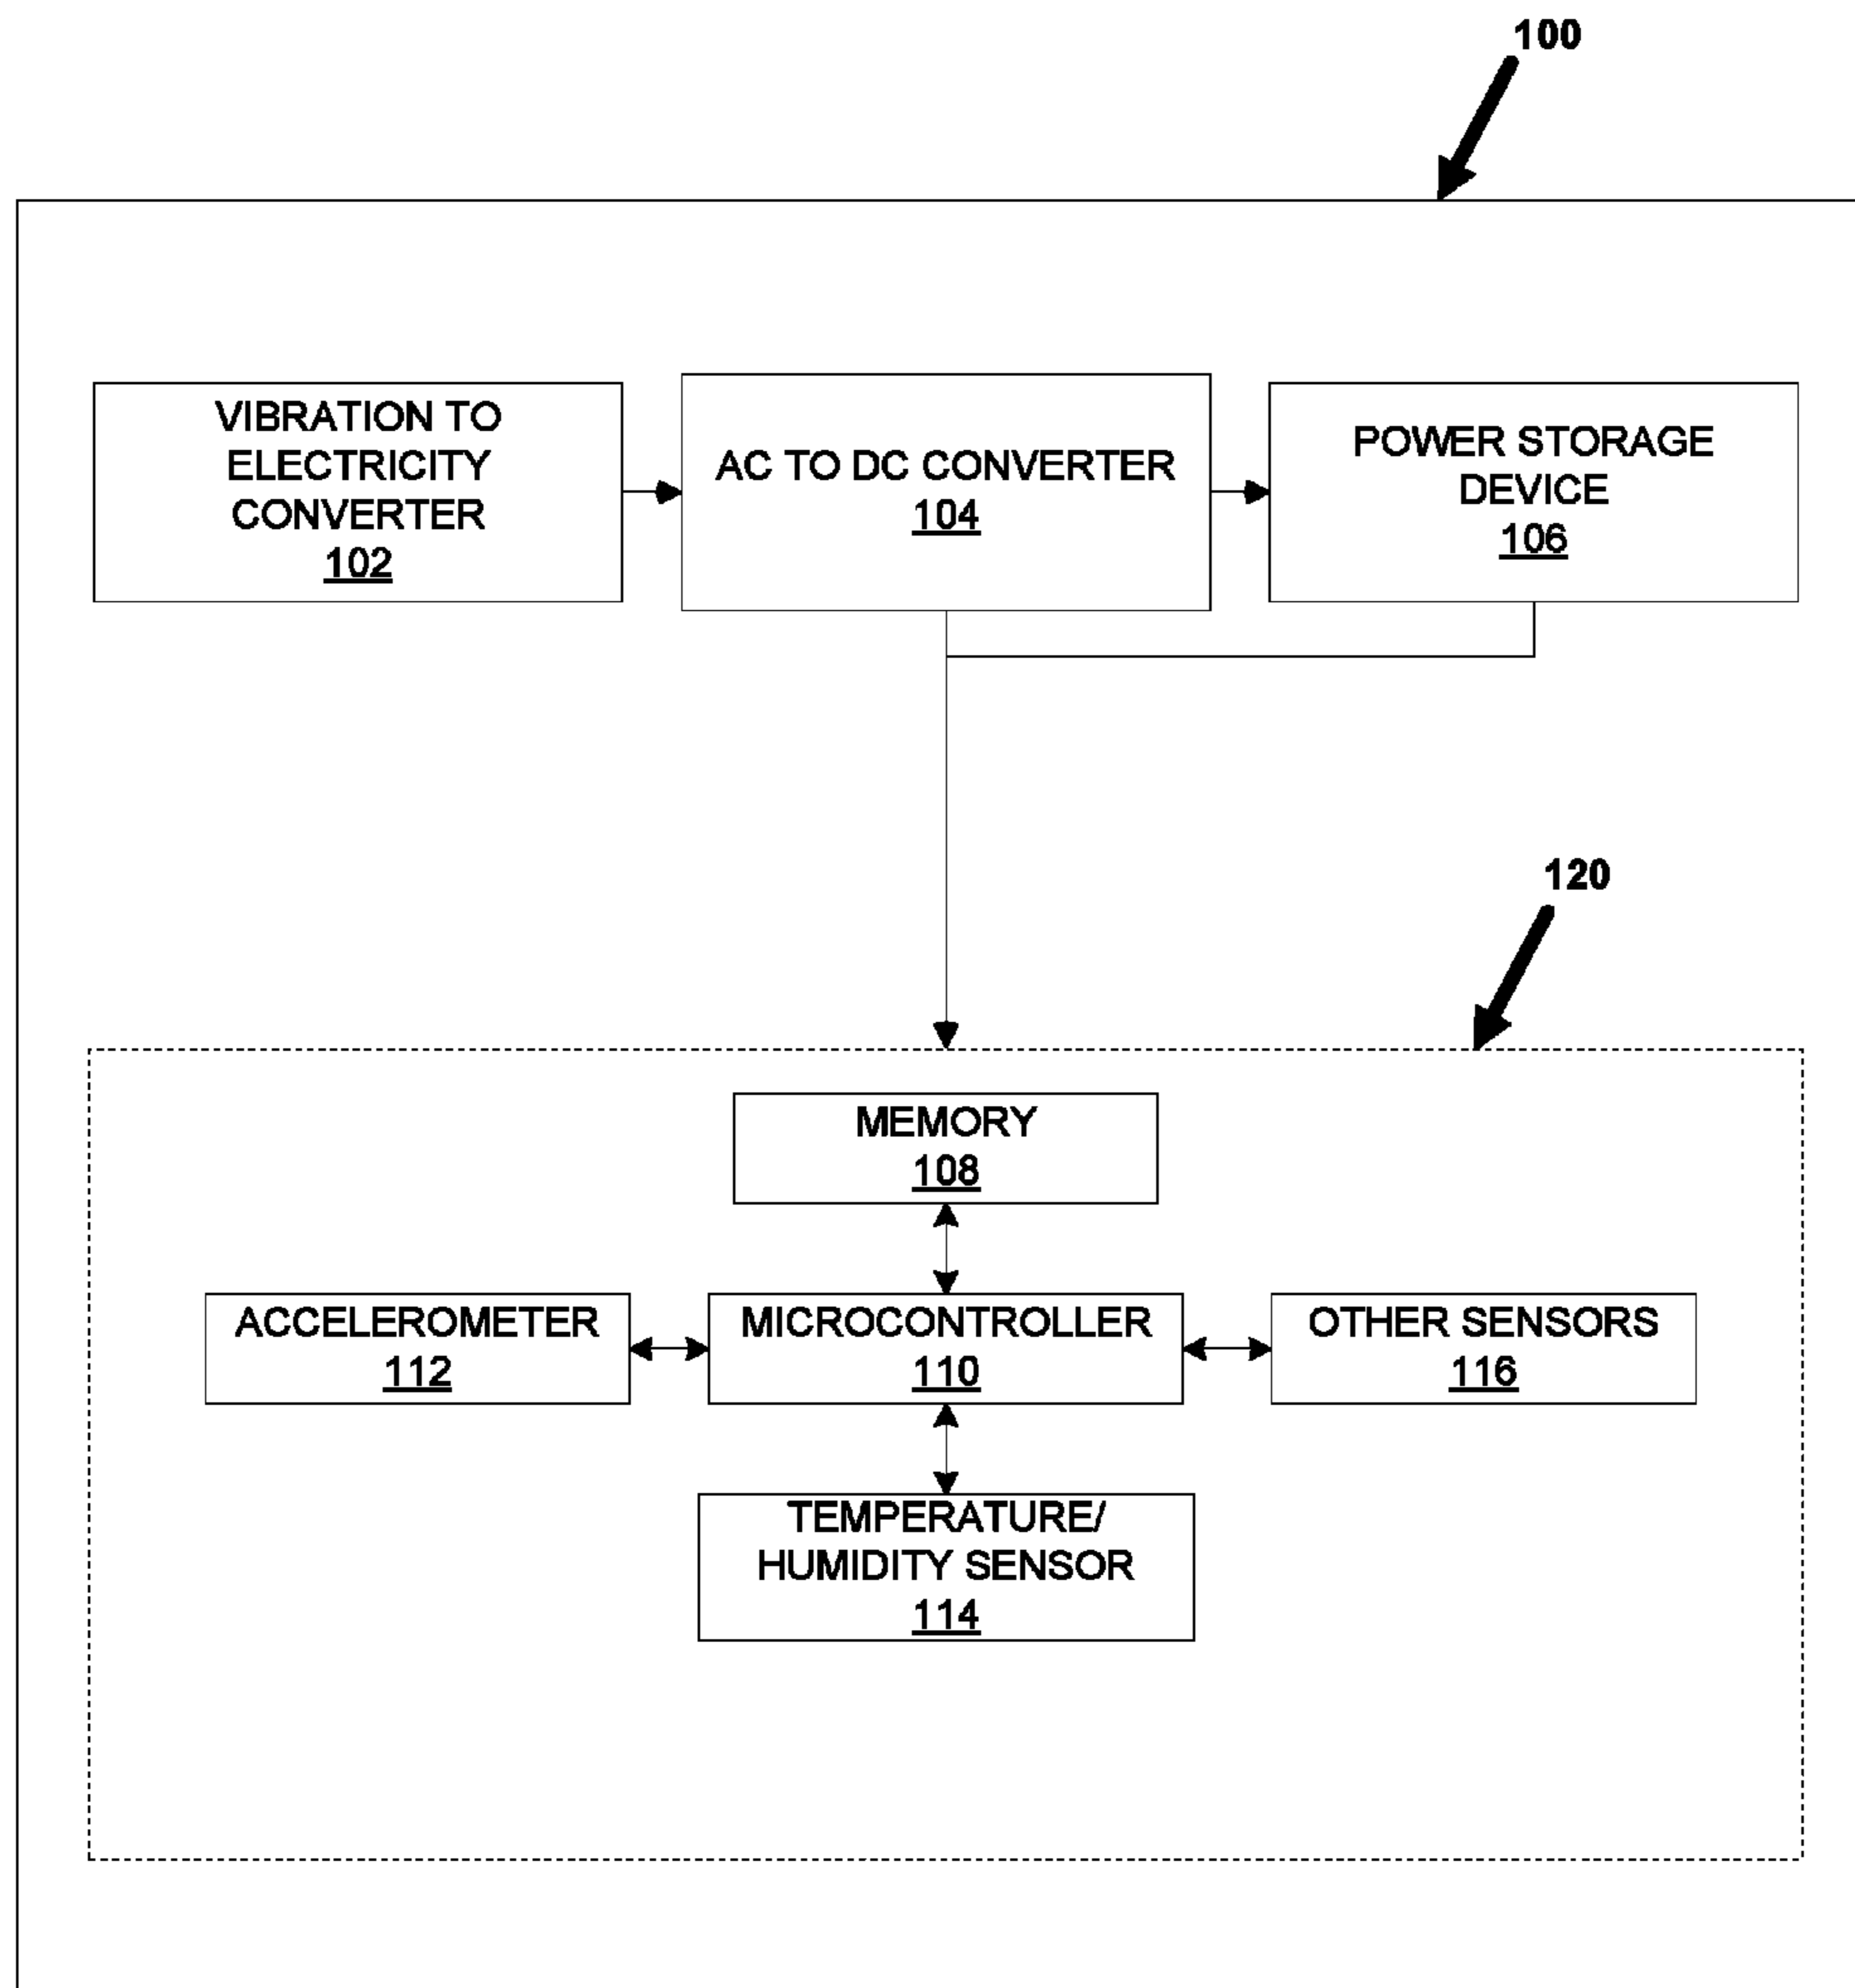 100
VIBRATION TO
ELECTRICITY
CONVERTER
102
AC TO DC CONVERTER
104
POWER STORAGE
DEVICE
106
120
MEMORY
108
ACCELEROMETER
112
MICROCONTROLLER
110
OTHER SENSORS
116
TEMPERATURE/
HUMIDITY SENSOR
114